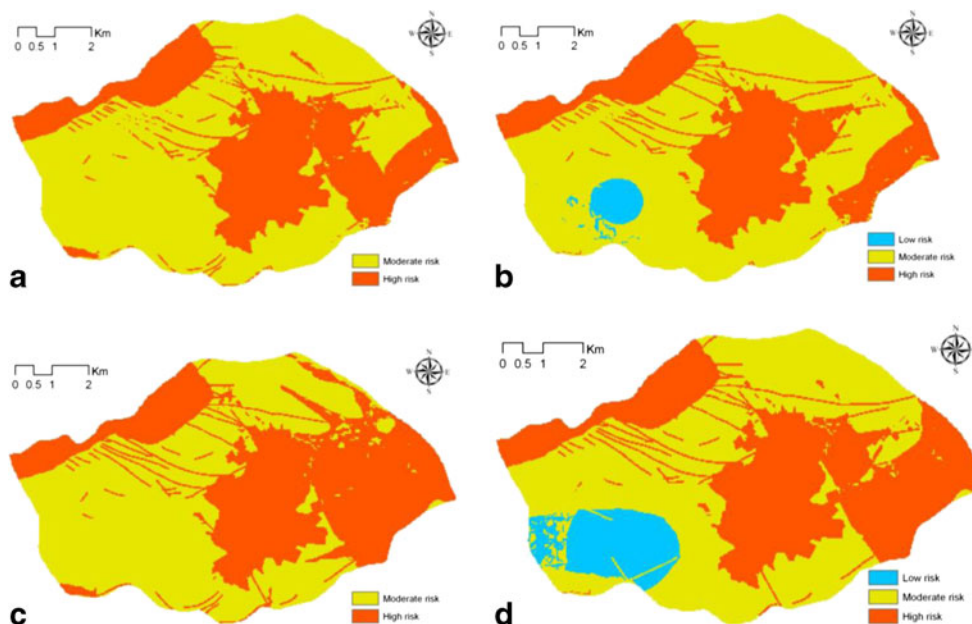 Km
0 0.5 1 2
N
W E
S
a
Moderate risk
High risk
Km
0 0.5 1 2
N
W E
S
b
Low risk
Moderate risk
High risk
Km
0 0.5 1 2
N
W E
S
c
Moderate risk
High risk
Km
0 0.5 1 2
N
W E
S
d
Low risk
Moderate risk
High risk